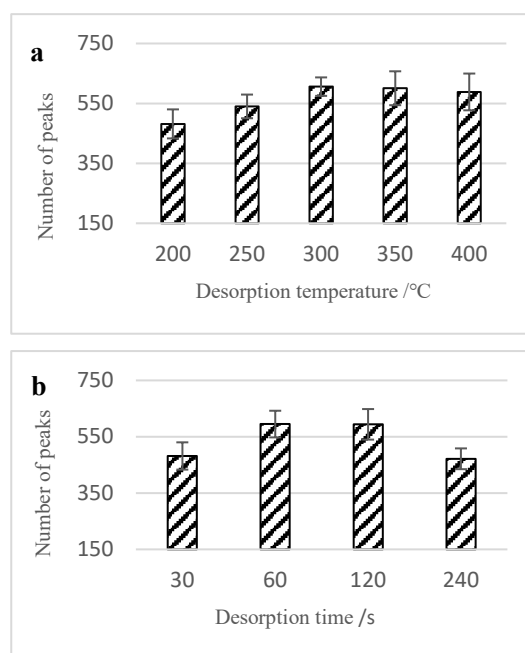 a
Number of peaks
750
550
350
150
200 250 300 350 400
Desorption temperature /°C
b
Number of peaks
750
550
350
150
30 60 120 240
Desorption time /s